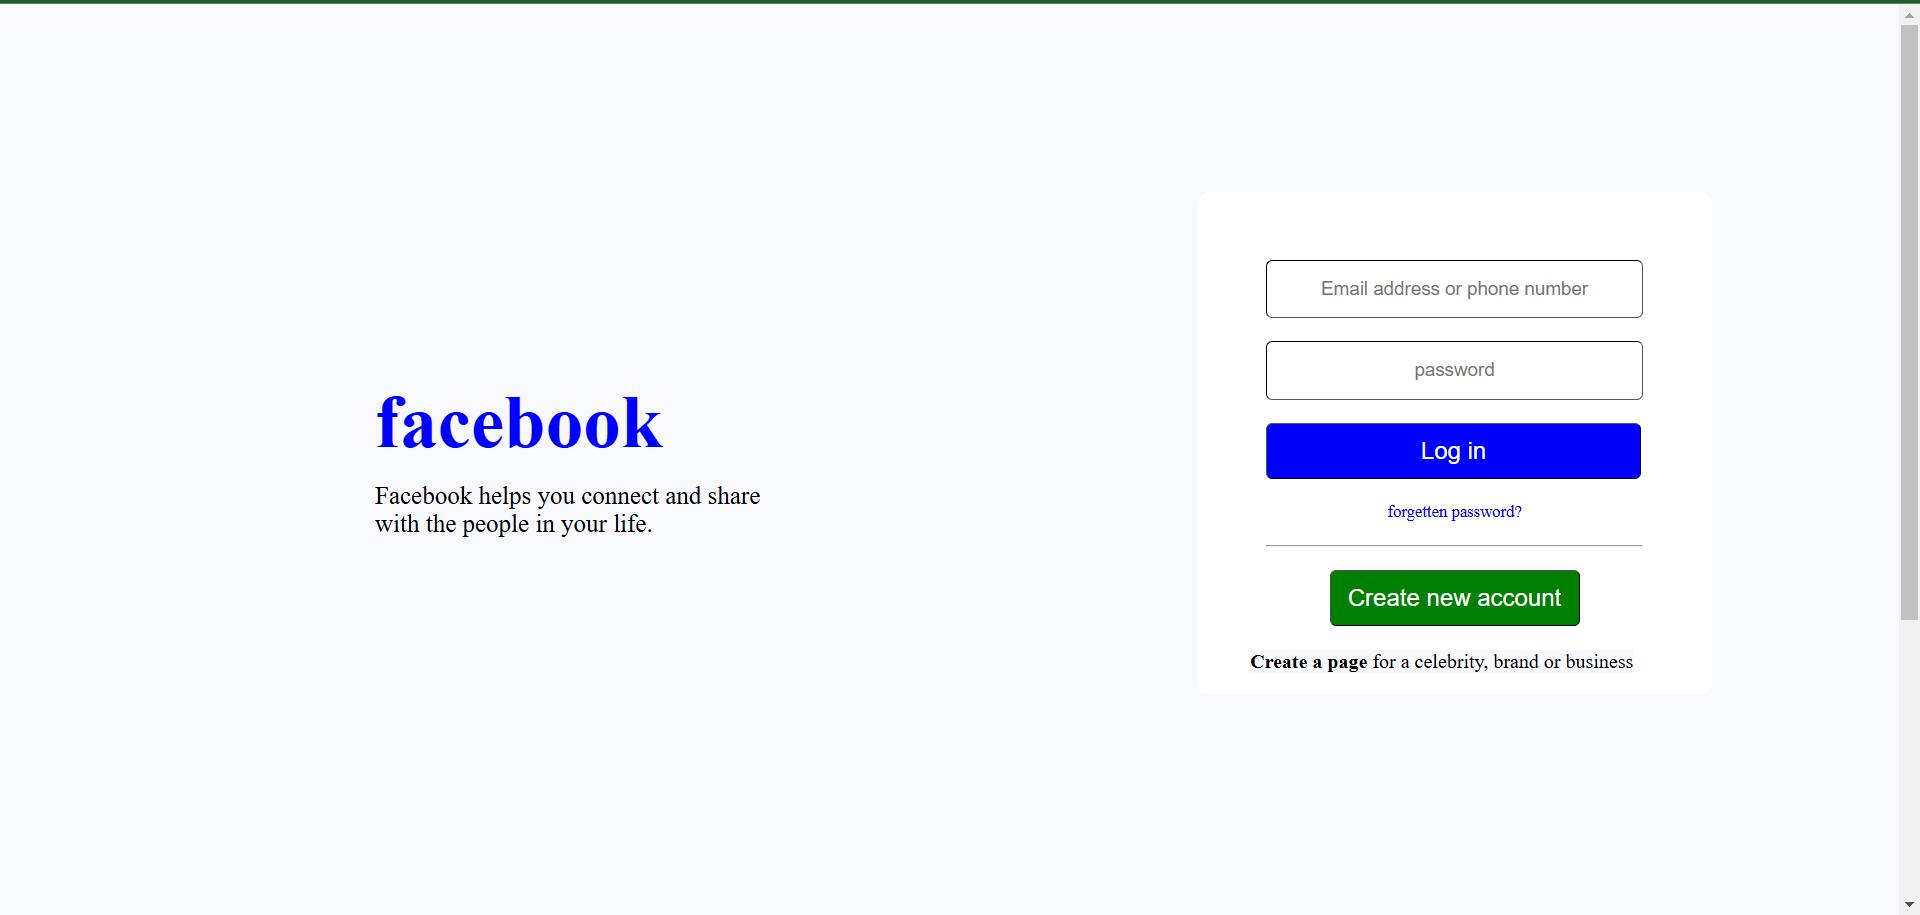 facebook
Facebook helps you connect and share
with the people in your life.
Email address or phone number
password
Log in
forgetten password?
Create new account
Create a page for a celebrity, brand or business